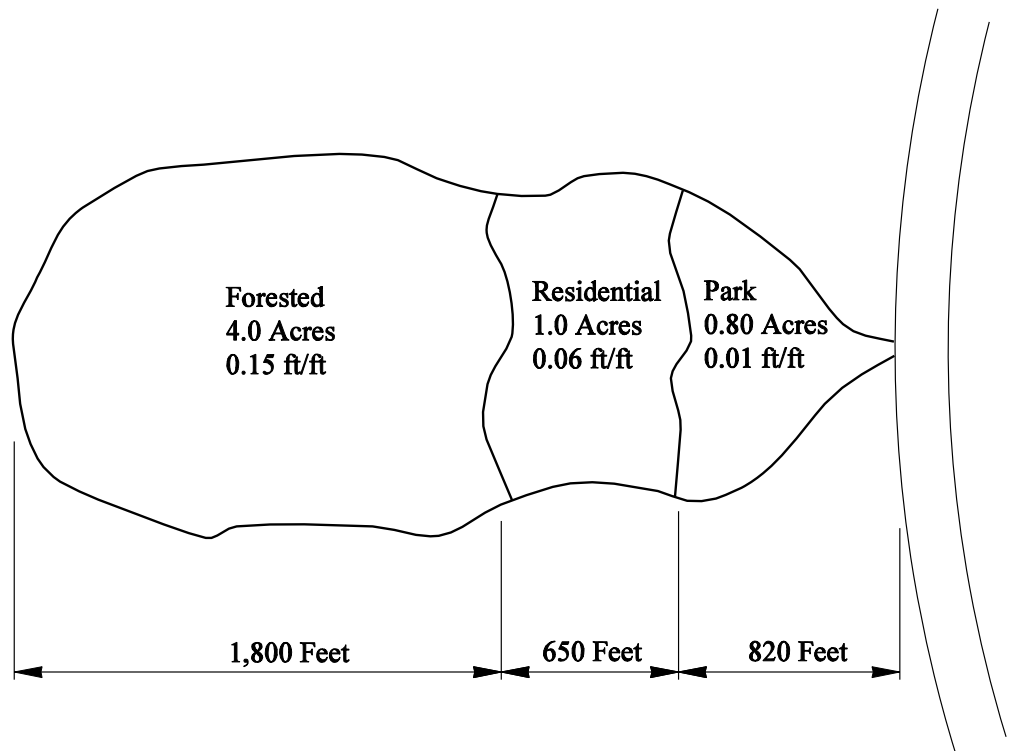 Forested
4.0 Acres
0.15 ft/ft
Residential
1.0 Acres
0.06 ft/ft
Park
0.80 Acres
0.01 ft/ft
1,800 Feet
650 Feet
820 Feet